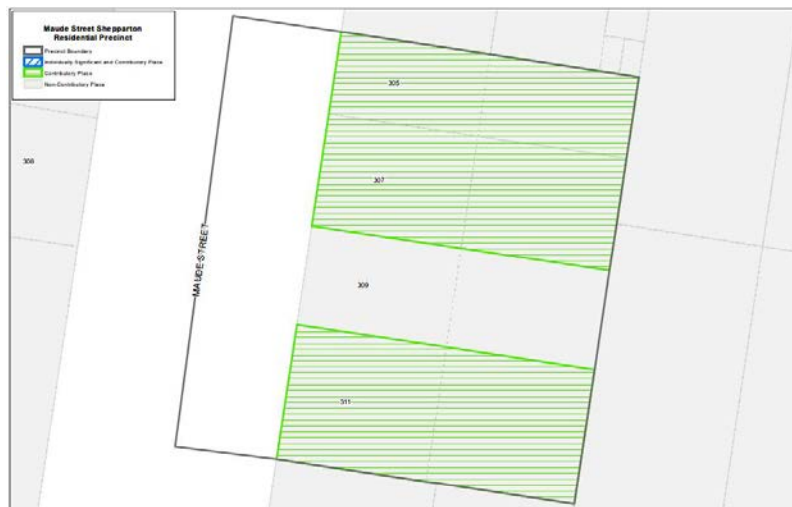 Maude Street Shepparton
Residential Precinct
Precinct Boundary
Individually Significant and Contributory Place
Contributory Place
Non-Contributory Place
305
307
309
311
MAUDE STREET